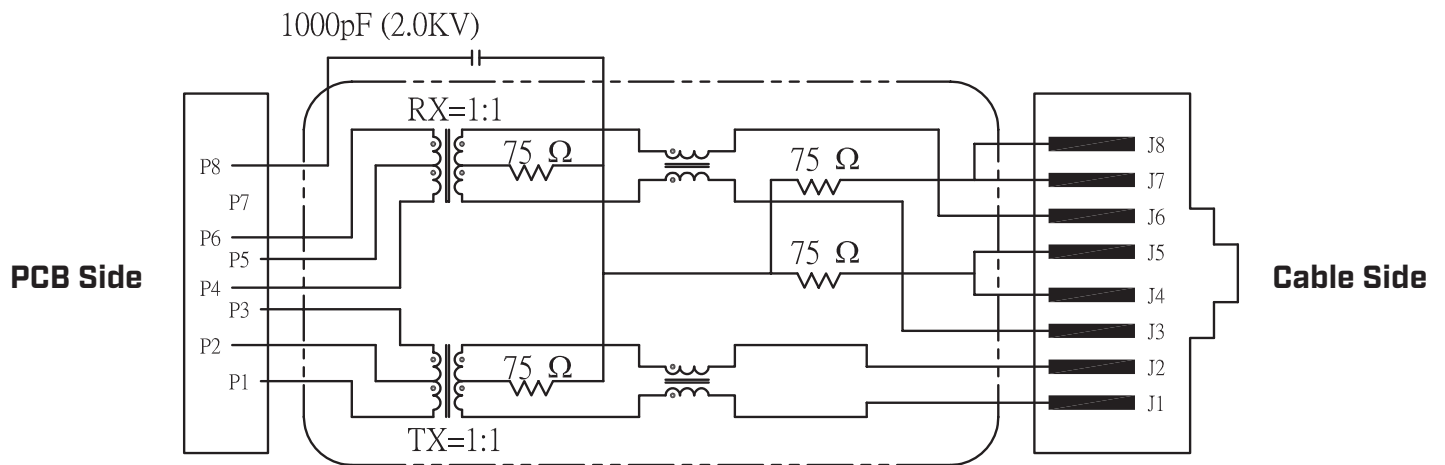 1000pF (2.0KV)
RX=1:1
75 Ω
75 Ω
75 Ω
75 Ω
TX=1:1
PCB Side
P8
P7
P6
P5
P4
P3
P2
P1
J8
J7
J6
J5
J4
J3
J2
J1
Cable Side